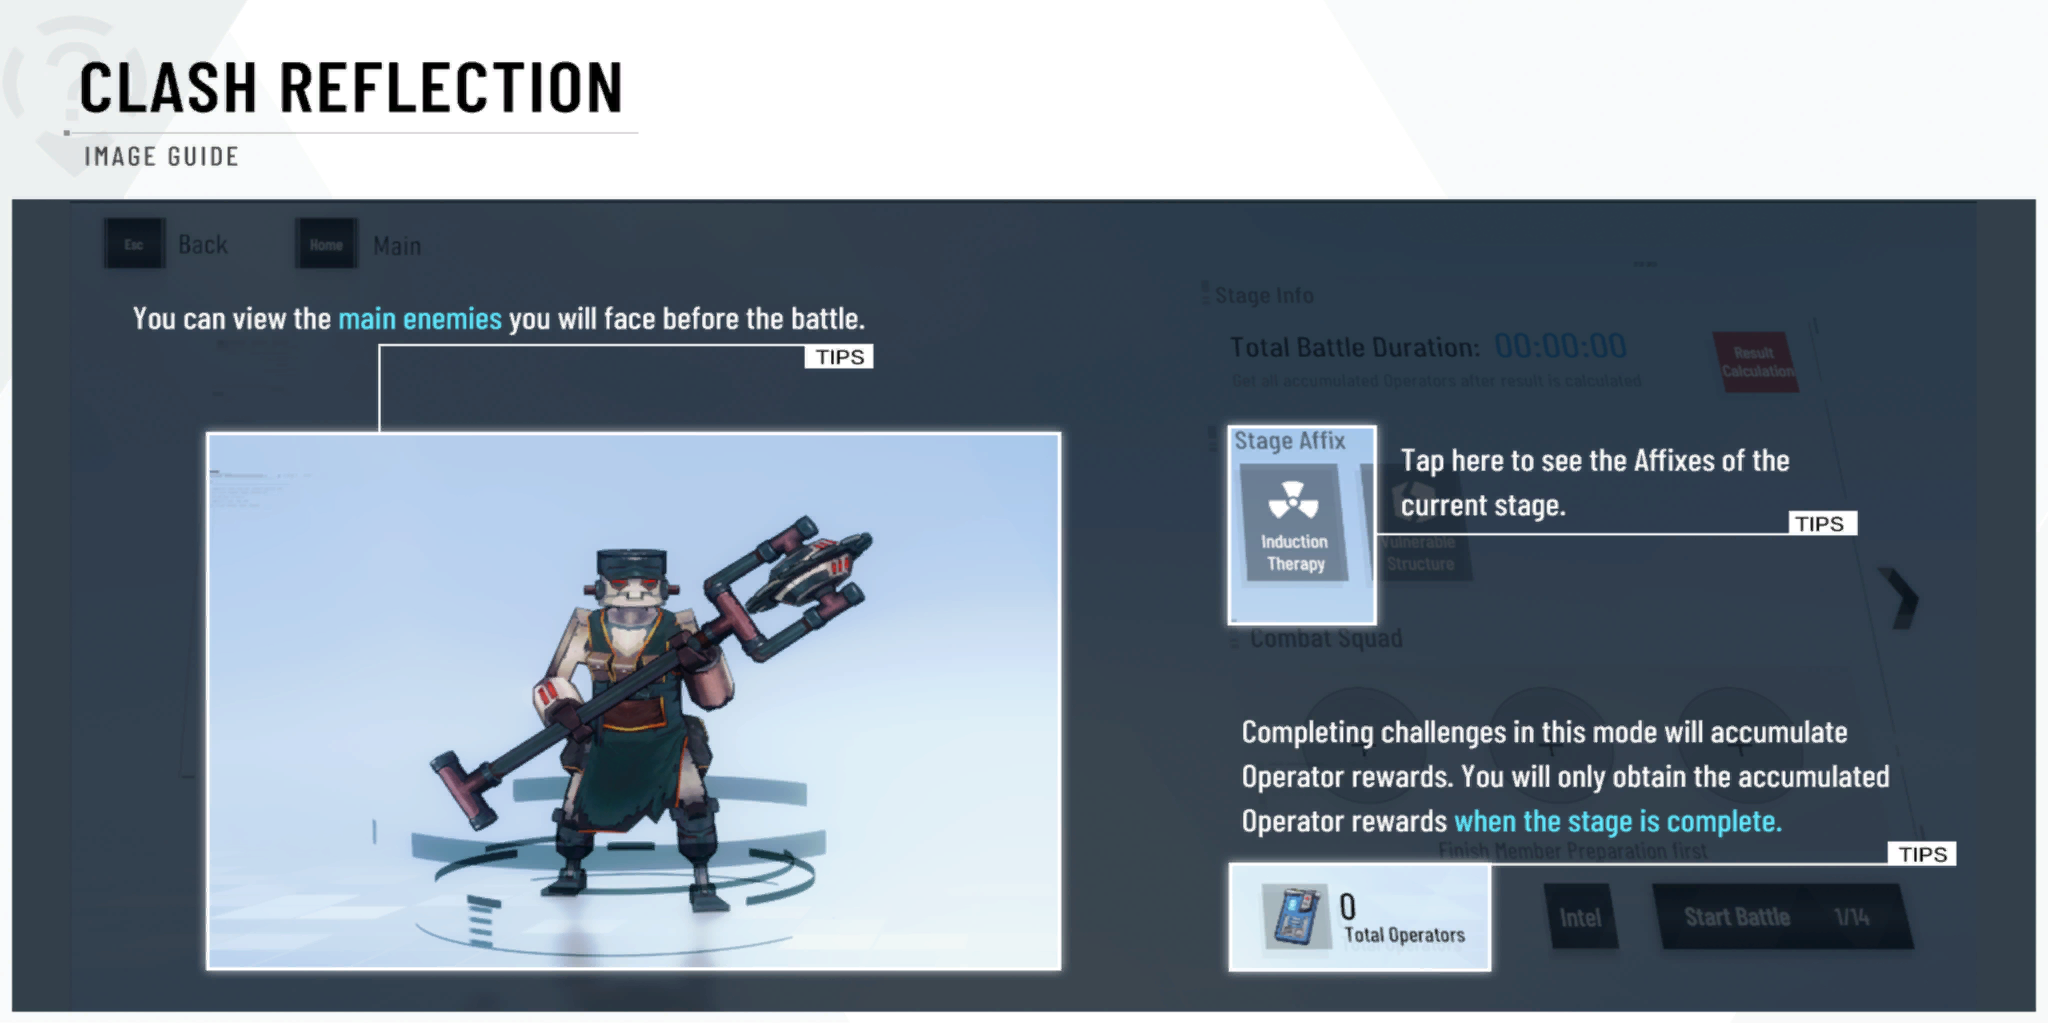 CLASH REFLECTION
IMAGE GUIDE
Esc
Back
Home
Main
You can view the main enemies you will face before the battle.
TIPS
Stage Info
Total Battle Duration: 00:00:00
Get all accumulated Operators after result is calculated
Result
Calculation
Stage Affix
Induction
Therapy
Vulnerable
Structure
Tap here to see the Affixes of the
current stage.
TIPS
Combat Squad
Completing challenges in this mode will accumulate
Operator rewards. You will only obtain the accumulated
Operator rewards when the stage is complete.
Finish Member Preparation first
TIPS
0
Total Operators
Intel
Start Battle 1/14